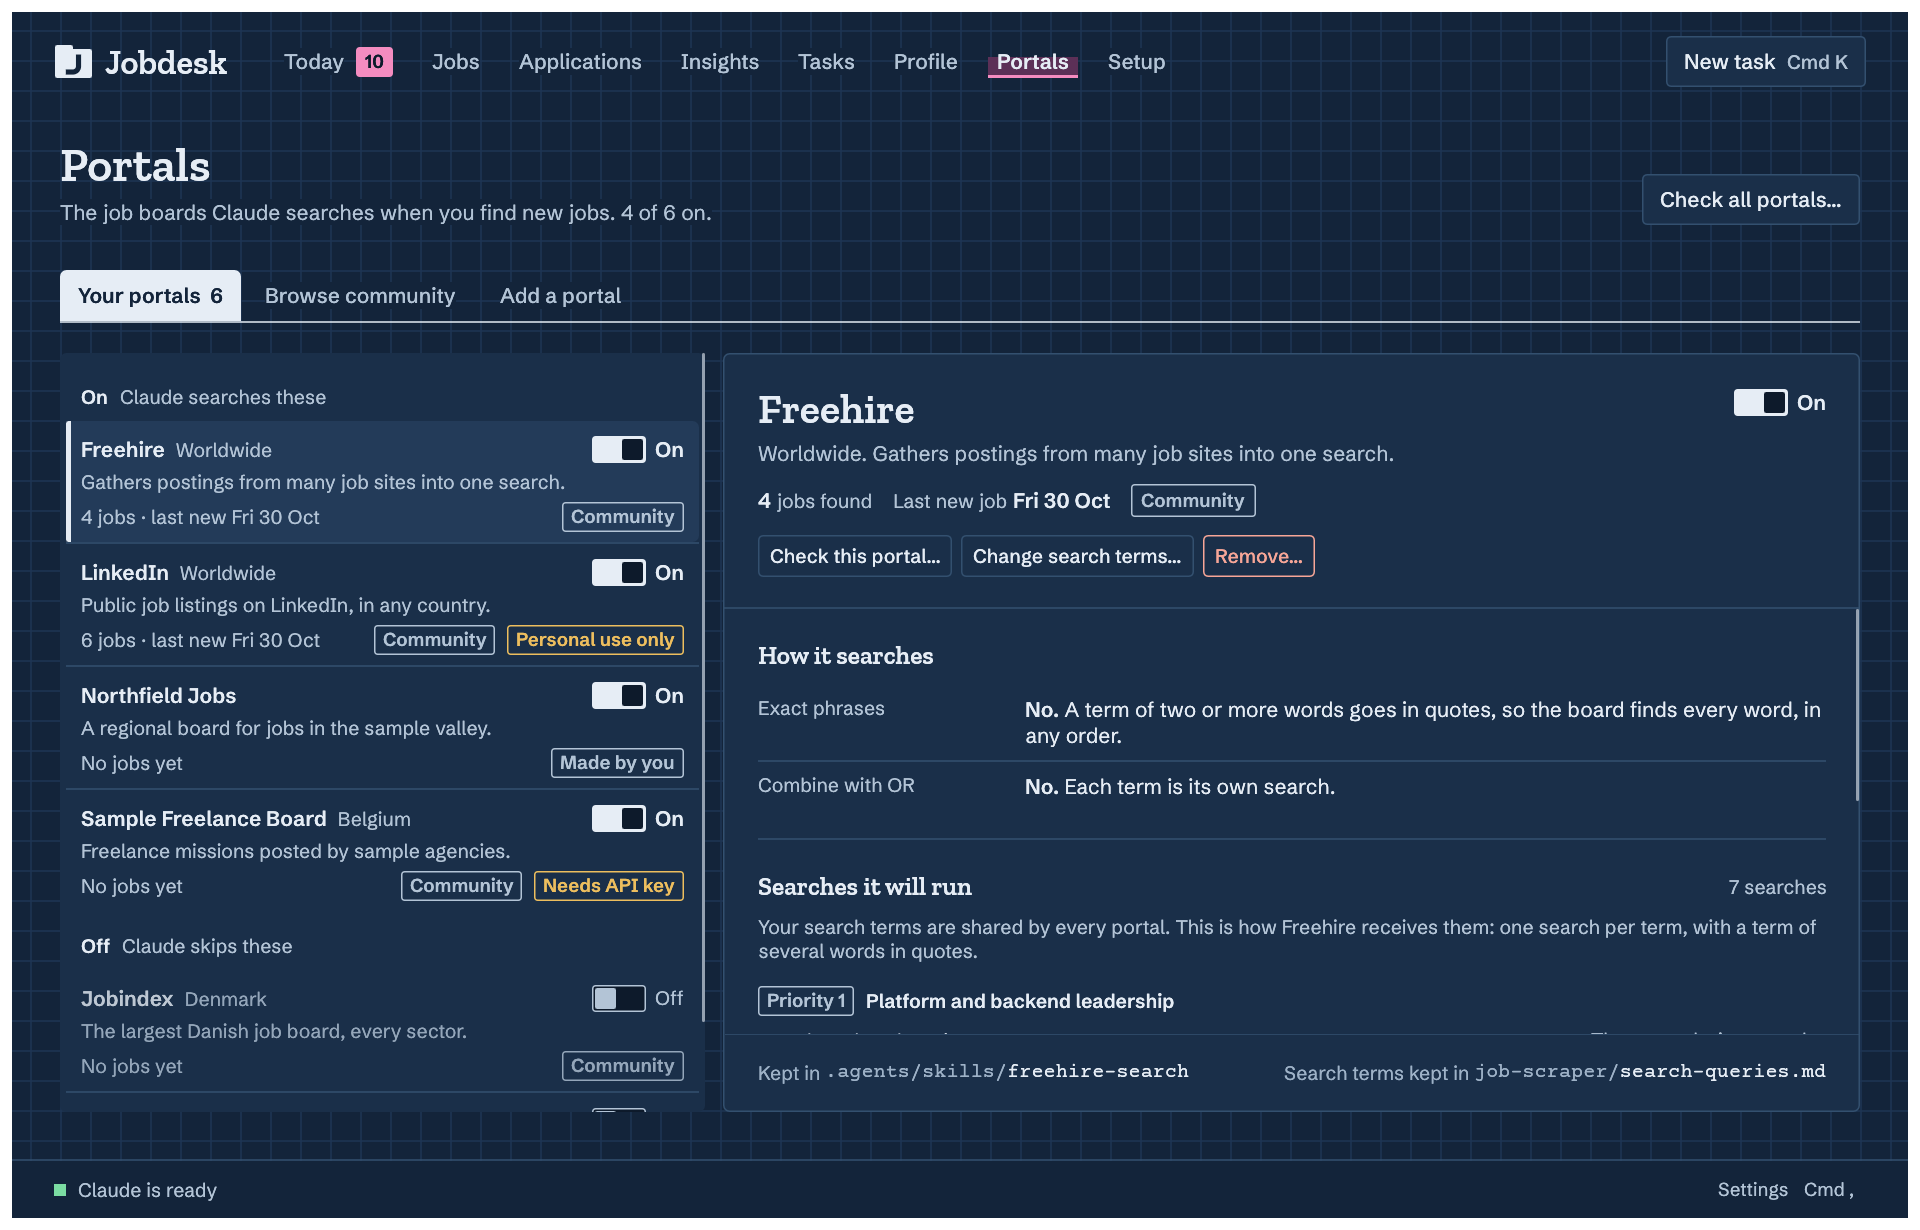 Jobdesk
Today 10
Jobs
Applications
Insights
Tasks
Profile
Portals
Setup
New task Cmd K
Portals
The job boards Claude searches when you find new jobs. 4 of 6 on.
Check all portals...
Your portals 6
Browse community
Add a portal
On Claude searches these
Freehire Worldwide On
Gathers postings from many job sites into one search.
4 jobs · last new Fri 30 Oct Community
LinkedIn Worldwide On
Public job listings on LinkedIn, in any country.
6 jobs · last new Fri 30 Oct Community Personal use only
Northfield Jobs On
A regional board for jobs in the sample valley.
No jobs yet Made by you
Sample Freelance Board Belgium On
Freelance missions posted by sample agencies.
No jobs yet Community Needs API key
Off Claude skips these
Jobindex Denmark Off
The largest Danish job board, every sector.
No jobs yet Community
Freehire On
Worldwide. Gathers postings from many job sites into one search.
4 jobs found Last new job Fri 30 Oct Community
Check this portal... Change search terms... Remove...
How it searches
Exact phrases No. A term of two or more words goes in quotes, so the board finds every word, in
any order.
Combine with OR No. Each term is its own search.
Searches it will run 7 searches
Your search terms are shared by every portal. This is how Freehire receives them: one search per term, with a term of
several words in quotes.
Priority 1 Platform and backend leadership
Kept in .agents/skills/freehire-search
Search terms kept in job-scraper/search-queries.md
Claude is ready
Settings Cmd ,